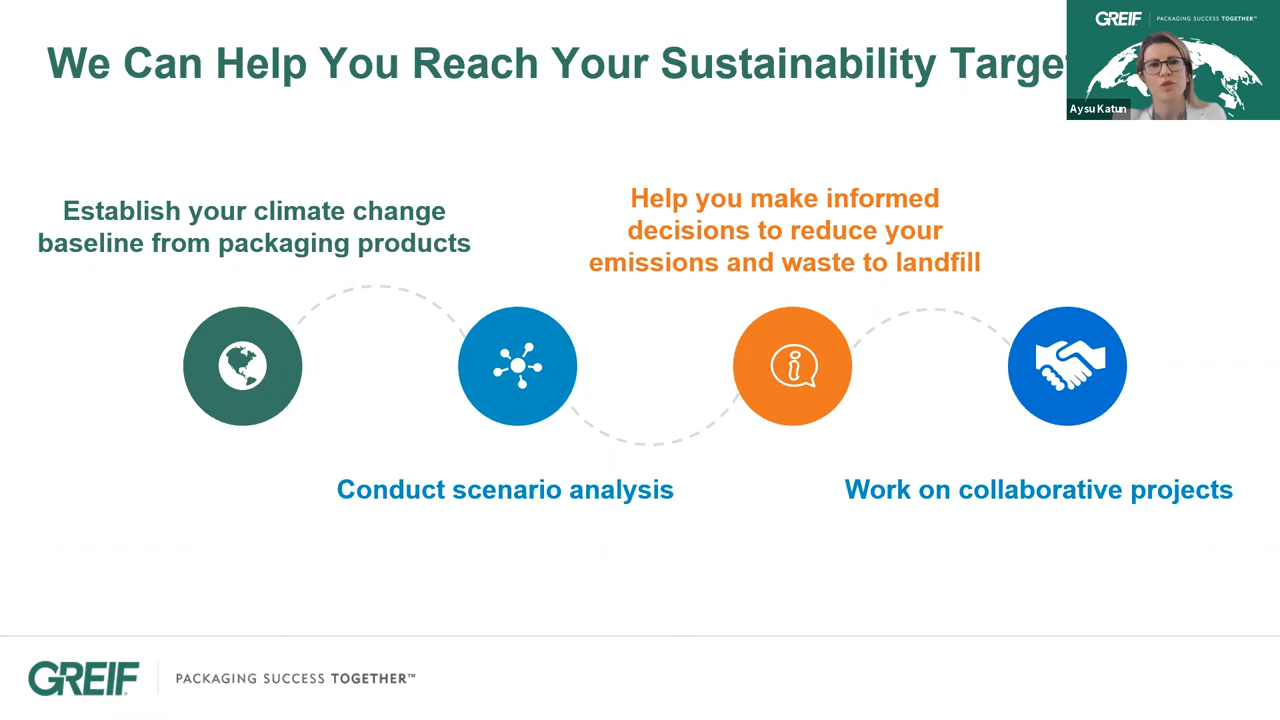 We Can Help You Reach Your Sustainability Targe
GREIF PACKAGING SUCCESS TOGETHER™
Aysu Katun
Establish your climate change
baseline from packaging products
Help you make informed
decisions to reduce your
emissions and waste to landfill
Conduct scenario analysis
Work on collaborative projects
GREIF PACKAGING SUCCESS TOGETHER™